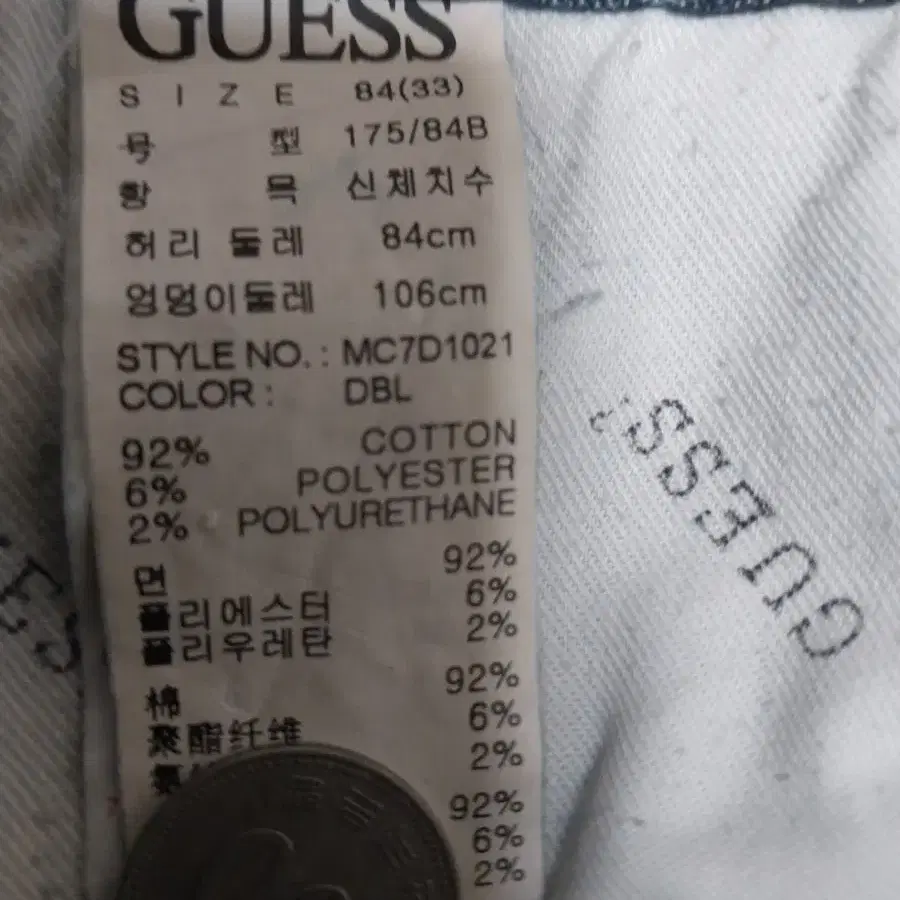 GUESS
SIZE 84(33)
号型 175/84B
항목 신체치수
허리 둘레 84cm
엉덩이둘레 106cm
STYLE NO. : MC7D1021
COLOR : DBL
92% COTTON
6% POLYESTER
2% POLYURETHANE
면 92%
폴리에스터 6%
폴리우레탄 2%
棉 92%
聚酯纤维 6%
2%
92%
6%
2%
GUESS